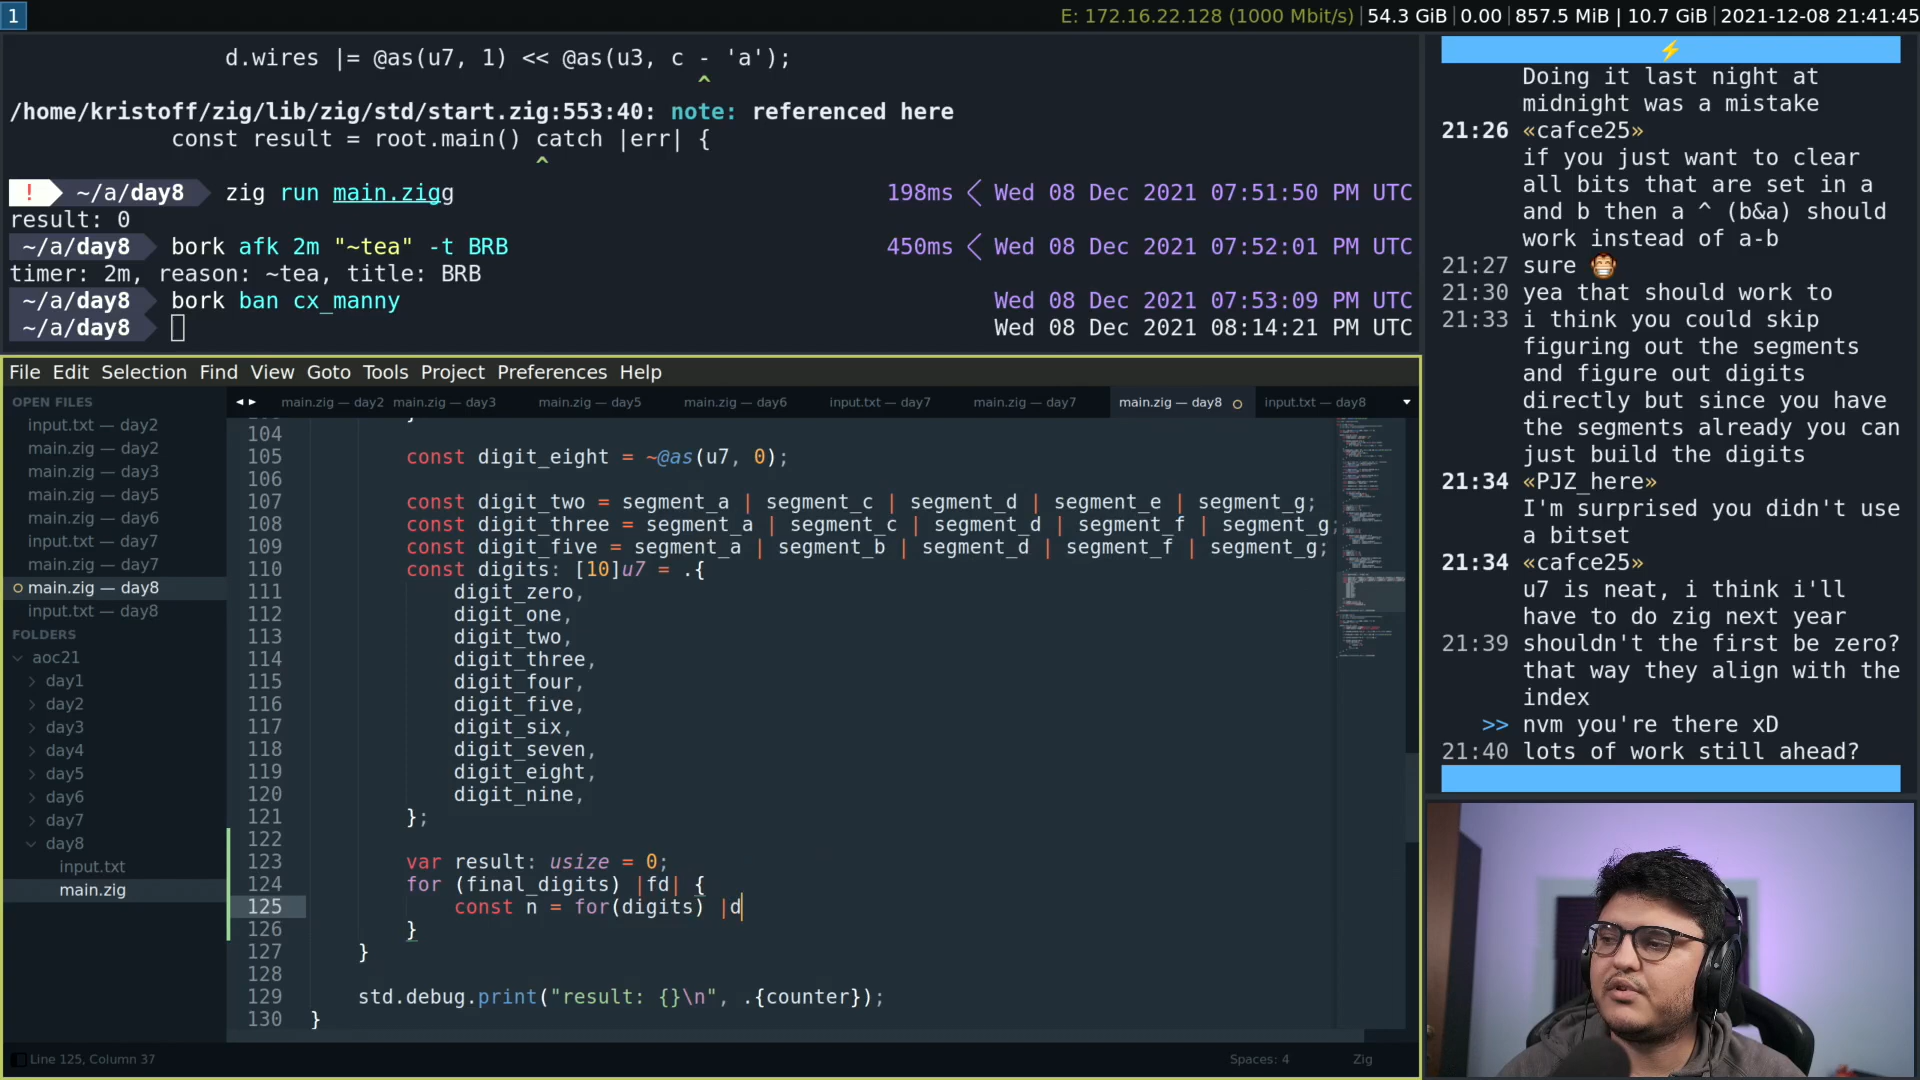 1
E: 172.16.22.128 (1000 Mbit/s)|54.3 GiB|0.00|857.5 MiB | 10.7 GiB|2021-12-08 21:41:45
d.wires |= @as(u7, 1) << @as(u3, c - 'a');
^
/home/kristoff/zig/lib/zig/std/start.zig:553:40: note: referenced here
const result = root.main() catch |err| {
^
! ~/a/day8 zig run main.zigg 198ms < Wed 08 Dec 2021 07:51:50 PM UTC
result: 0
~/a/day8 bork afk 2m "~tea" -t BRB 450ms < Wed 08 Dec 2021 07:52:01 PM UTC
timer: 2m, reason: ~tea, title: BRB
~/a/day8 bork ban cx_manny Wed 08 Dec 2021 07:53:09 PM UTC
~/a/day8 Wed 08 Dec 2021 08:14:21 PM UTC
File Edit Selection Find View Goto Tools Project Preferences Help
OPEN FILES
input.txt — day2
main.zig — day2
main.zig — day3
main.zig — day5
main.zig — day6
input.txt — day7
main.zig — day7
main.zig — day8
input.txt — day8
FOLDERS
aoc21
day1
day2
day3
day4
day5
day6
day7
day8
input.txt
main.zig
main.zig — day2 main.zig — day3 main.zig — day5 main.zig — day6 input.txt — day7 main.zig — day7 main.zig — day8 input.txt — day8
104
105 const digit_eight = ~@as(u7, 0);
106
107 const digit_two = segment_a | segment_c | segment_d | segment_e | segment_g;
108 const digit_three = segment_a | segment_c | segment_d | segment_f | segment_g;
109 const digit_five = segment_a | segment_b | segment_d | segment_f | segment_g;
110 const digits: [10]u7 = .{
111 digit_zero,
112 digit_one,
113 digit_two,
114 digit_three,
115 digit_four,
116 digit_five,
117 digit_six,
118 digit_seven,
119 digit_eight,
120 digit_nine,
121 };
122
123 var result: usize = 0;
124 for (final_digits) |fd| {
125 const n = for(digits) |d
126 }
127 }
128
129 std.debug.print("result: {}\n", .{counter});
130 }
Line 125, Column 37 Spaces: 4 Zig
Doing it last night at
midnight was a mistake
21:26 «cafce25»
if you just want to clear
all bits that are set in a
and b then a ^ (b&a) should
work instead of a-b
21:27 sure 😁
21:30 yea that should work to
21:33 i think you could skip
figuring out the segments
and figure out digits
directly but since you have
the segments already you can
just build the digits
21:34 «PJZ_here»
I'm surprised you didn't use
a bitset
21:34 «cafce25»
u7 is neat, i think i'll
have to do zig next year
21:39 shouldn't the first be zero?
that way they align with the
index
>> nvm you're there xD
21:40 lots of work still ahead?